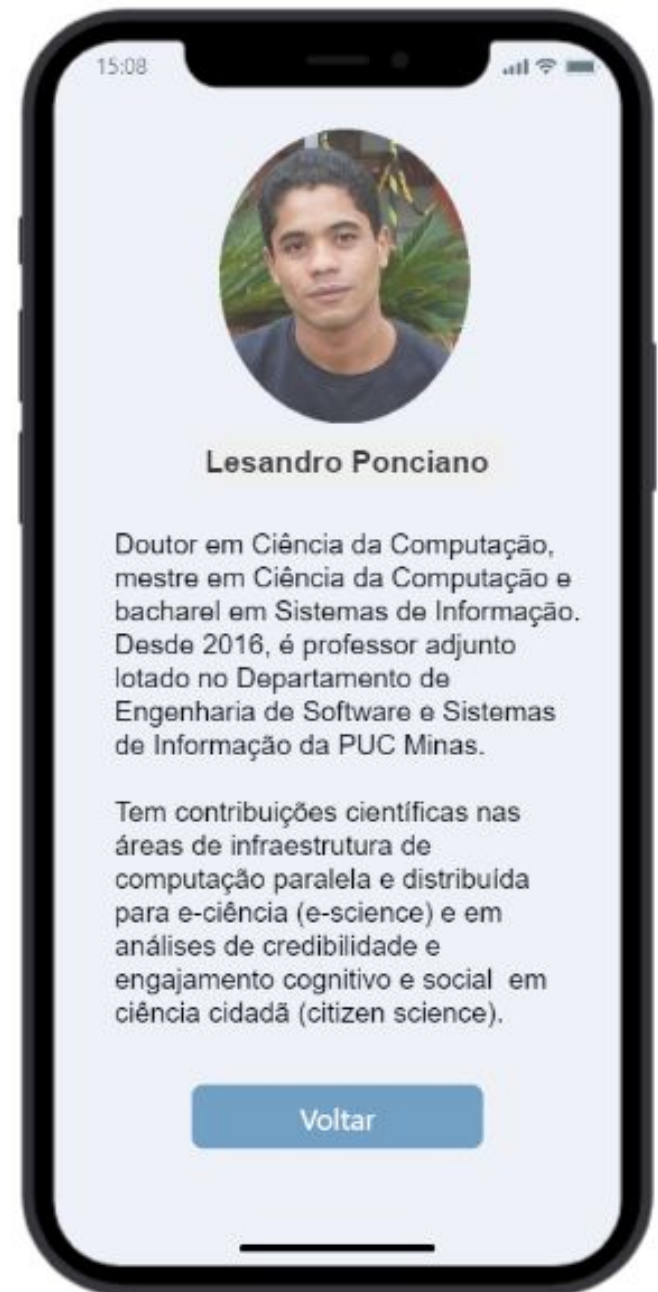 15:08
Lesandro Ponciano
Doutor em Ciência da Computação,
mestre em Ciência da Computação e
bacharel em Sistemas de Informação.
Desde 2016, é professor adjunto
lotado no Departamento de
Engenharia de Software e Sistemas
de Informação da PUC Minas.
Tem contribuições científicas nas
áreas de infraestrutura de
computação paralela e distribuída
para e-ciência (e-science) e em
análises de credibilidade e
engajamento cognitivo e social  em
ciência cidadã (citizen science).
Voltar